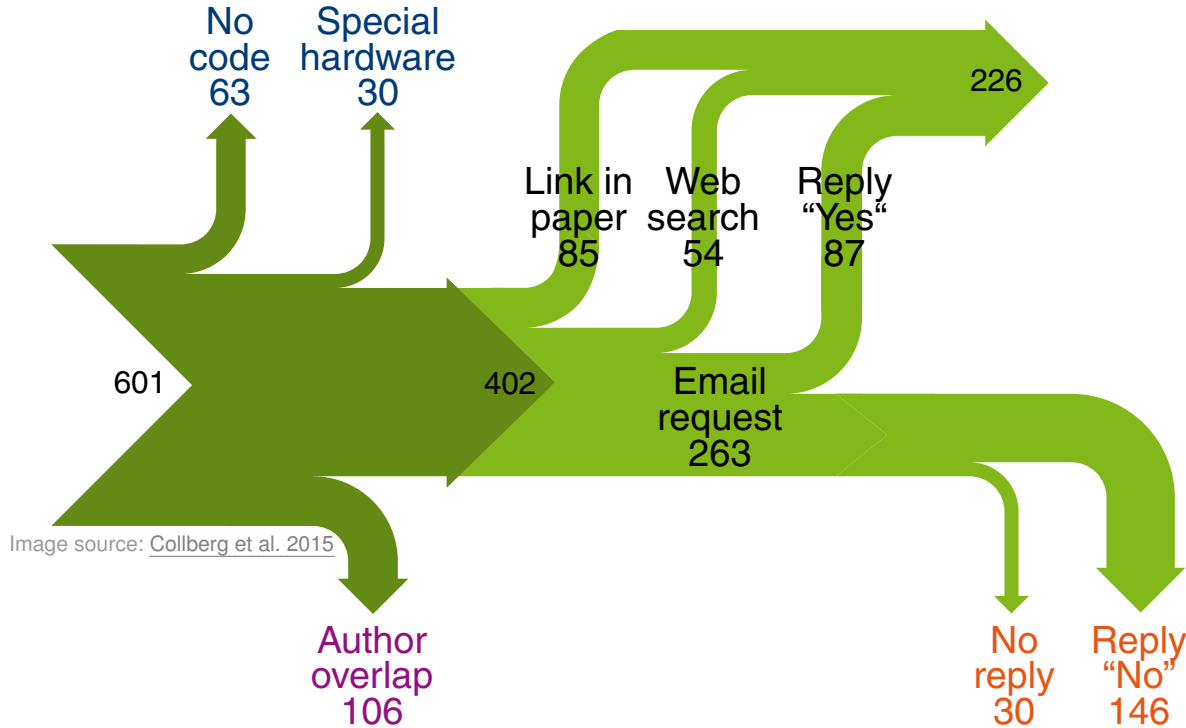 No
code
63
Special
hardware
30
226
Link in
paper
85
Web
search
54
Reply
“Yes“
87
601
402
Email
request
263
Image source: Collberg et al. 2015
Author
overlap
106
No
reply
30
Reply
“No”
146